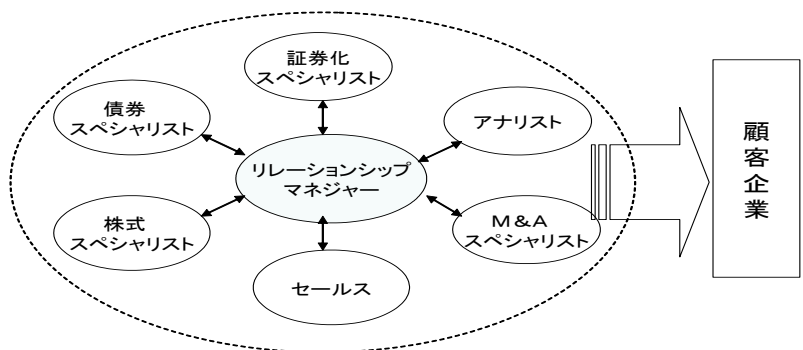 証券化
スペシャリスト
債券
スペシャリスト
アナリスト
リレーションシップ
マネジャー
株式
スペシャリスト
M&A
スペシャリスト
セールス
顧客企業